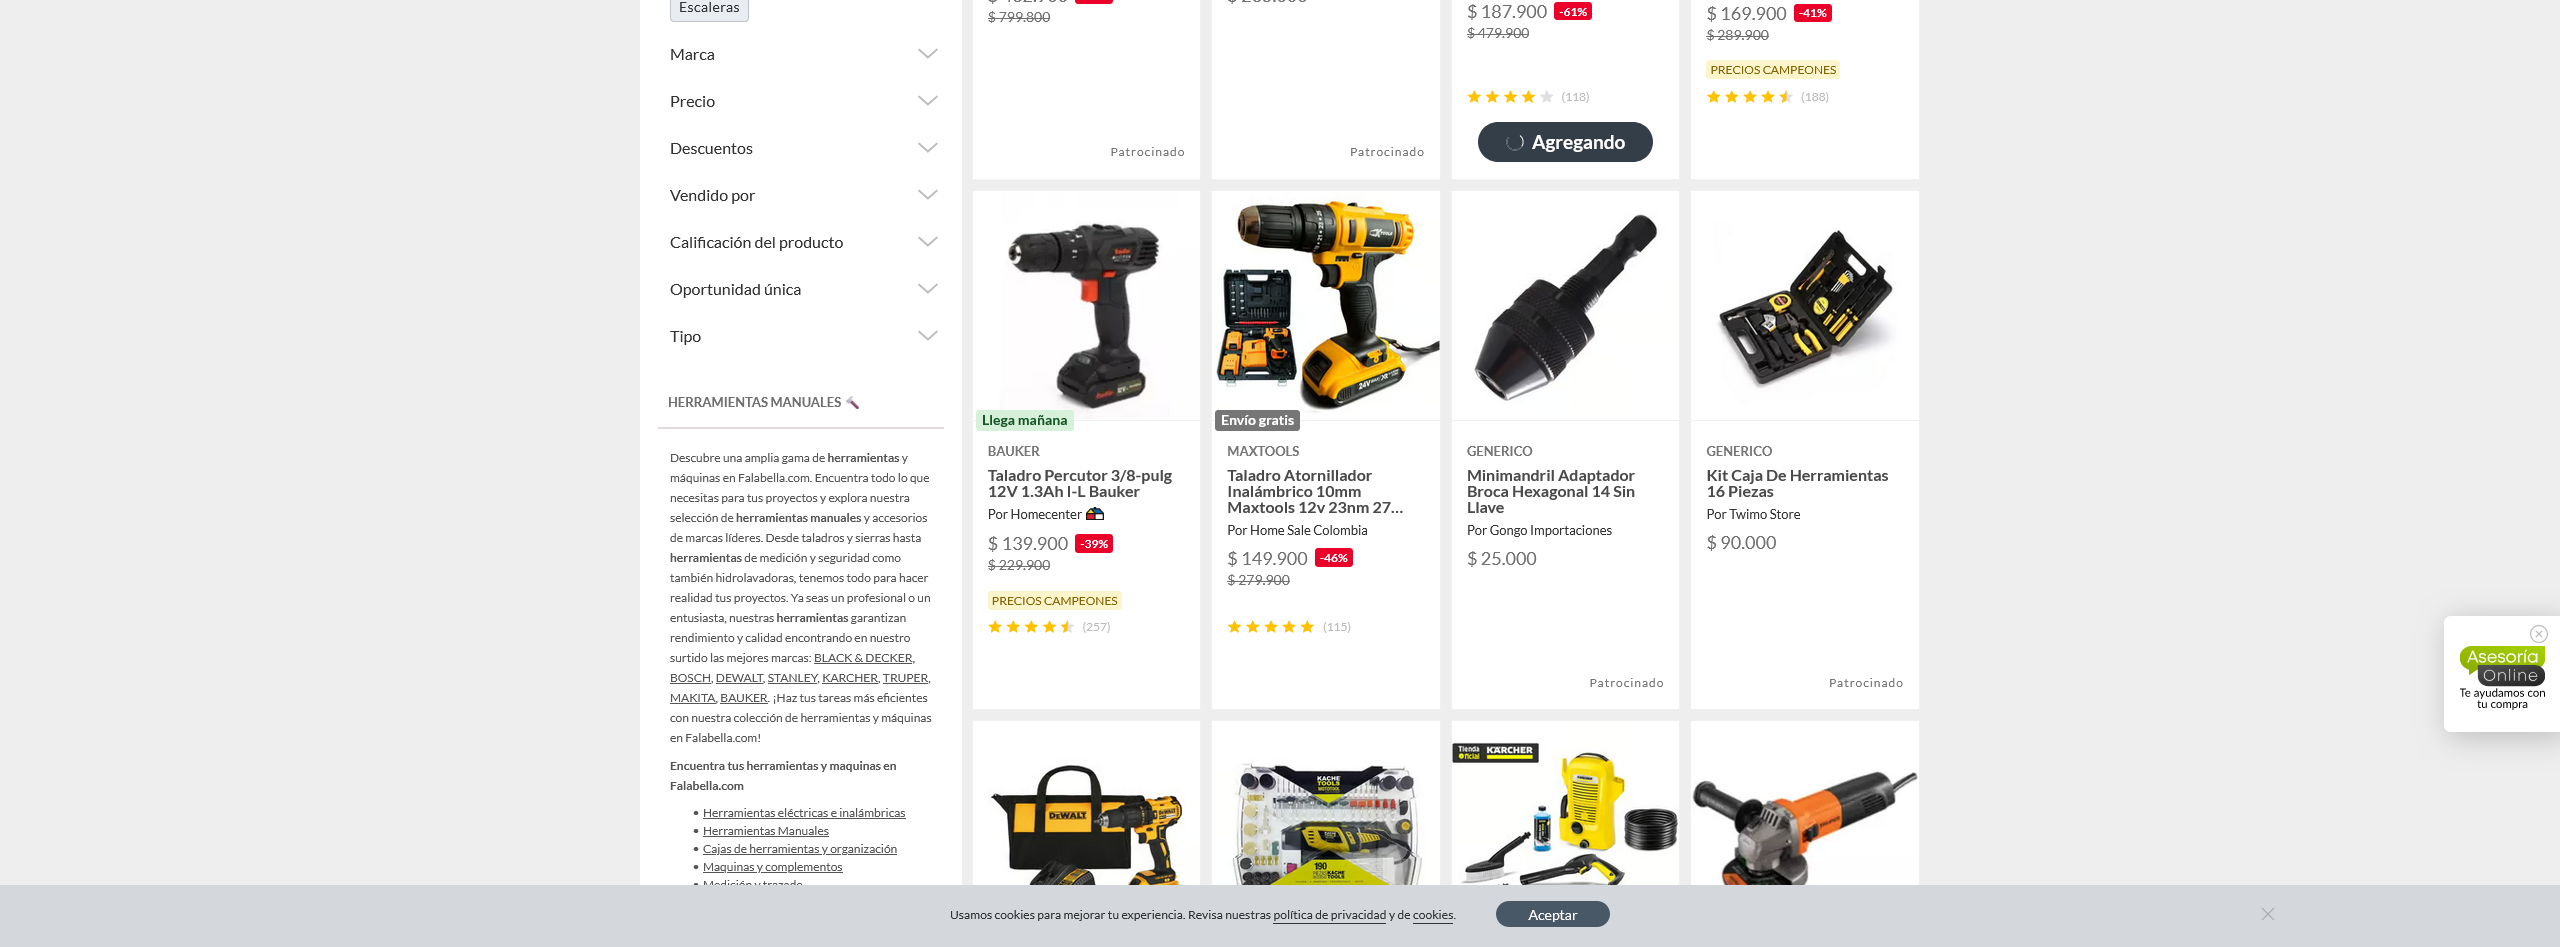 Escaleras
Marca
Precio
Descuentos
Vendido por
Calificación del producto
Oportunidad única
Tipo
HERRAMIENTAS MANUALES
Descubre una amplia gama de herramientas y
máquinas en Falabella.com. Encuentra todo lo que
necesitas para tus proyectos y explora nuestra
selección de herramientas manuales y accesorios
de marcas líderes. Desde taladros y sierras hasta
herramientas de medición y seguridad como
también hidrolavadoras, tenemos todo para hacer
realidad tus proyectos. Ya seas un profesional o un
entusiasta, nuestras herramientas garantizan
rendimiento y calidad encontrando en nuestro
surtido las mejores marcas: BLACK & DECKER,
BOSCH, DEWALT, STANLEY, KARCHER, TRUPER,
MAKITA, BAUKER. ¡Haz tus tareas más eficientes
con nuestra colección de herramientas y máquinas
en Falabella.com!
Encuentra tus herramientas y maquinas en
Falabella.com
• Herramientas eléctricas e inalámbricas
• Herramientas Manuales
• Cajas de herramientas y organización
• Maquinas y complementos
$ 799.800
Patrocinado
Patrocinado
$ 187.900 -61%
$ 479.900
(118)
Agregando
$ 169.900 -41%
$ 289.900
PRECIOS CAMPEONES
(188)
Llega mañana
BAUKER
Taladro Percutor 3/8-pulg
12V 1.3Ah I-L Bauker
Por Homecenter
$ 139.900 -39%
$ 229.900
PRECIOS CAMPEONES
(257)
24V
Envío gratis
MAXTOOLS
Taladro Atornillador
Inalámbrico 10mm
Maxtools 12v 23nm 27...
Por Home Sale Colombia
$ 149.900 -46%
$ 279.900
(115)
GENERICO
Minimandril Adaptador
Broca Hexagonal 14 Sin
Llave
Por Gongo Importaciones
$ 25.000
Patrocinado
GENERICO
Kit Caja De Herramientas
16 Piezas
Por Twimo Store
$ 90.000
Patrocinado
DEWALT
KACHE
TOOLS
MOTOTOOL
190
Tienda
oficial
KÄRCHER
Asesoría
Online
Te ayudamos con
tu compra
Usamos cookies para mejorar tu experiencia. Revisa nuestras política de privacidad y de cookies.
Aceptar